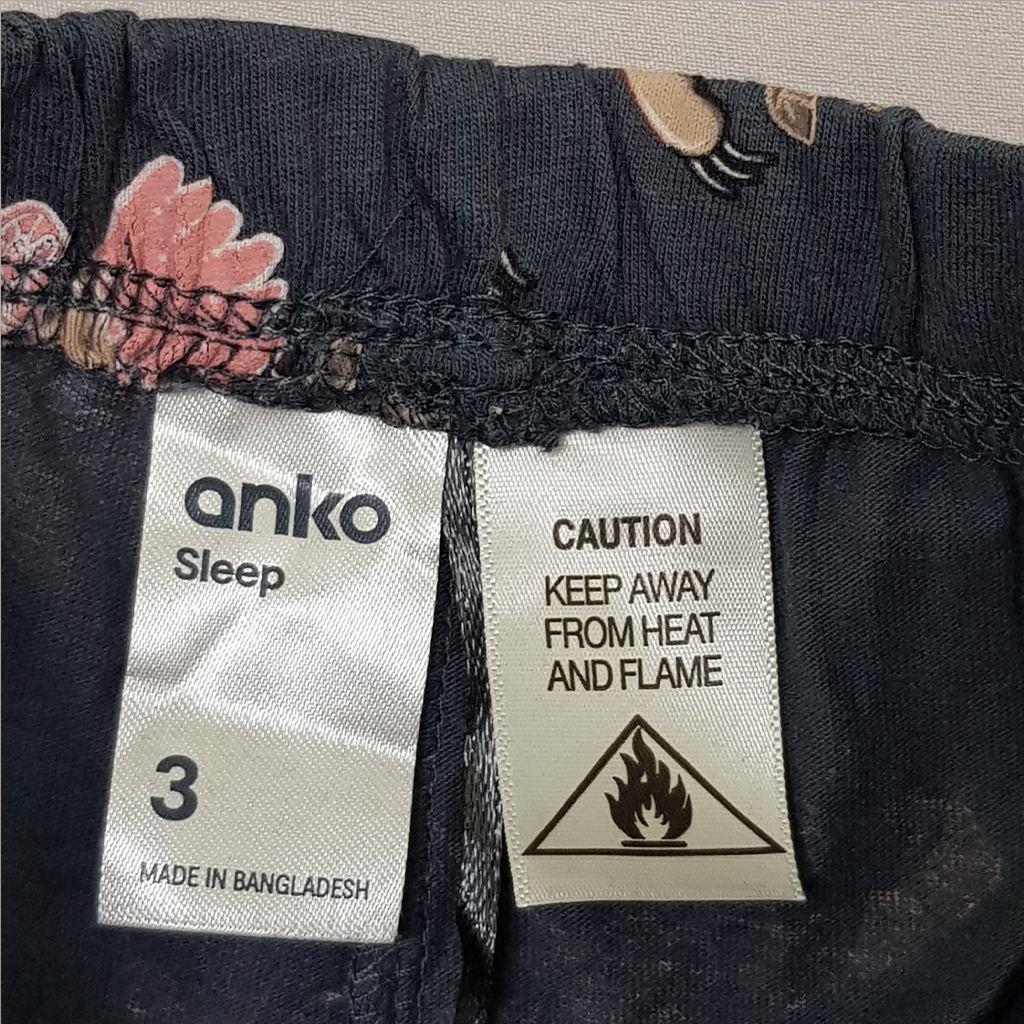 anko
Sleep
3
MADE IN BANGLADESH
CAUTION
KEEP AWAY
FROM HEAT
AND FLAME